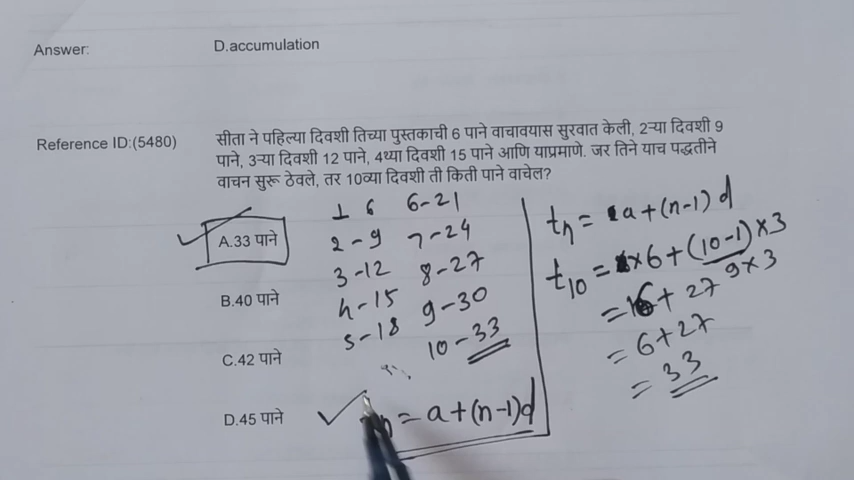 Answer: D.accumulation
Reference ID:(5480) सीता ने पहिल्या दिवशी तिच्या पुस्तकाची 6 पाने वाचावयास सुरवात केली, 2ऱ्या दिवशी 9
पाने, 3ऱ्या दिवशी 12 पाने, 4थ्या दिवशी 15 पाने आणि याप्रमाणे. जर तिने याच पद्धतीने
वाचन सुरू ठेवले, तर 10व्या दिवशी ती किती पाने वाचेल?
A.33 पाने
B.40 पाने
C.42 पाने
D.45 पाने
1 6
2-9
3-12
4-15
5-18
6-21
7-24
8-27
9-30
10-33
n = a+(n-1)d
tn = a+(n-1)d
t10 = 6+(10-1)×3
9×3
= 6+27
= 6+27
= 33